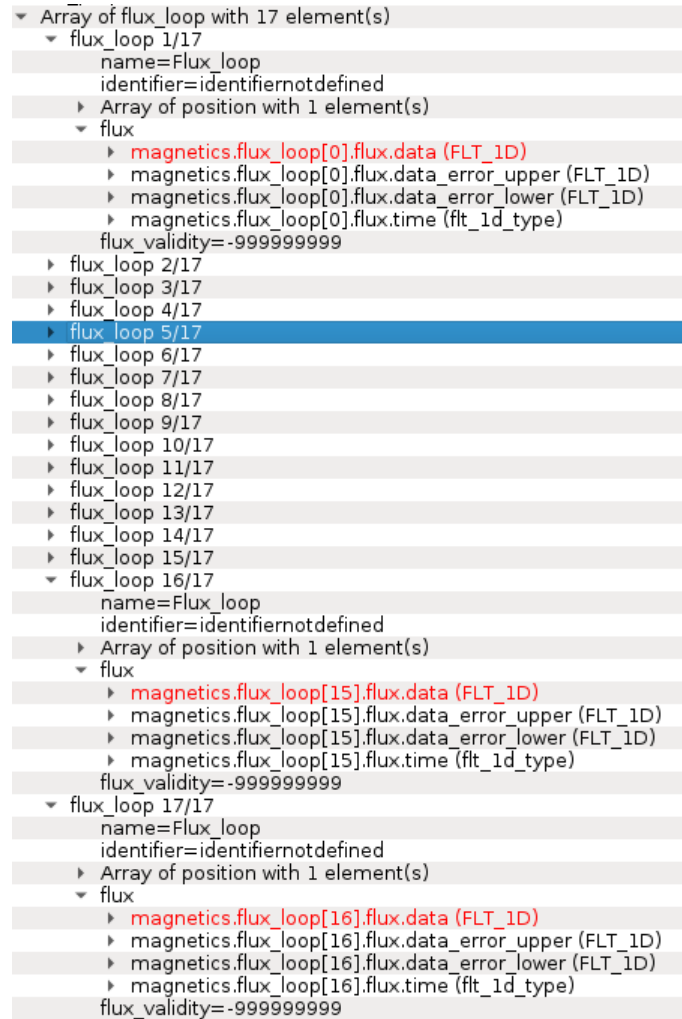 Array of flux_loop with 17 element(s)
flux_loop 1/17
name=Flux_loop
identifier=identifiernotdefined
Array of position with 1 element(s)
flux
magnetics.flux_loop[0].flux.data (FLT_1D)
magnetics.flux_loop[0].flux.data_error_upper (FLT_1D)
magnetics.flux_loop[0].flux.data_error_lower (FLT_1D)
magnetics.flux_loop[0].flux.time (flt_1d_type)
flux_validity=-999999999
flux_loop 2/17
flux_loop 3/17
flux_loop 4/17
flux_loop 5/17
flux_loop 6/17
flux_loop 7/17
flux_loop 8/17
flux_loop 9/17
flux_loop 10/17
flux_loop 11/17
flux_loop 12/17
flux_loop 13/17
flux_loop 14/17
flux_loop 15/17
flux_loop 16/17
name=Flux_loop
identifier=identifiernotdefined
Array of position with 1 element(s)
flux
magnetics.flux_loop[15].flux.data (FLT_1D)
magnetics.flux_loop[15].flux.data_error_upper (FLT_1D)
magnetics.flux_loop[15].flux.data_error_lower (FLT_1D)
magnetics.flux_loop[15].flux.time (flt_1d_type)
flux_validity=-999999999
flux_loop 17/17
name=Flux_loop
identifier=identifiernotdefined
Array of position with 1 element(s)
flux
magnetics.flux_loop[16].flux.data (FLT_1D)
magnetics.flux_loop[16].flux.data_error_upper (FLT_1D)
magnetics.flux_loop[16].flux.data_error_lower (FLT_1D)
magnetics.flux_loop[16].flux.time (flt_1d_type)
flux_validity=-999999999